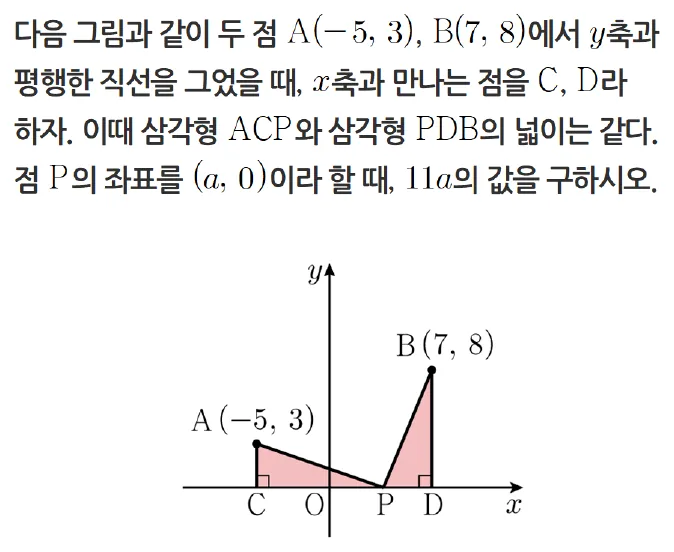 다음 그림과 같이 두 점 A(−5, 3), B(7, 8)에서 y축과
평행한 직선을 그었을 때, x축과 만나는 점을 C, D라
하자. 이때 삼각형 ACP와 삼각형 PDB의 넓이는 같다.
점 P의 좌표를 (a, 0)이라 할 때, 11a의 값을 구하시오.
y
B(7, 8)
A(−5, 3)
C O P D x